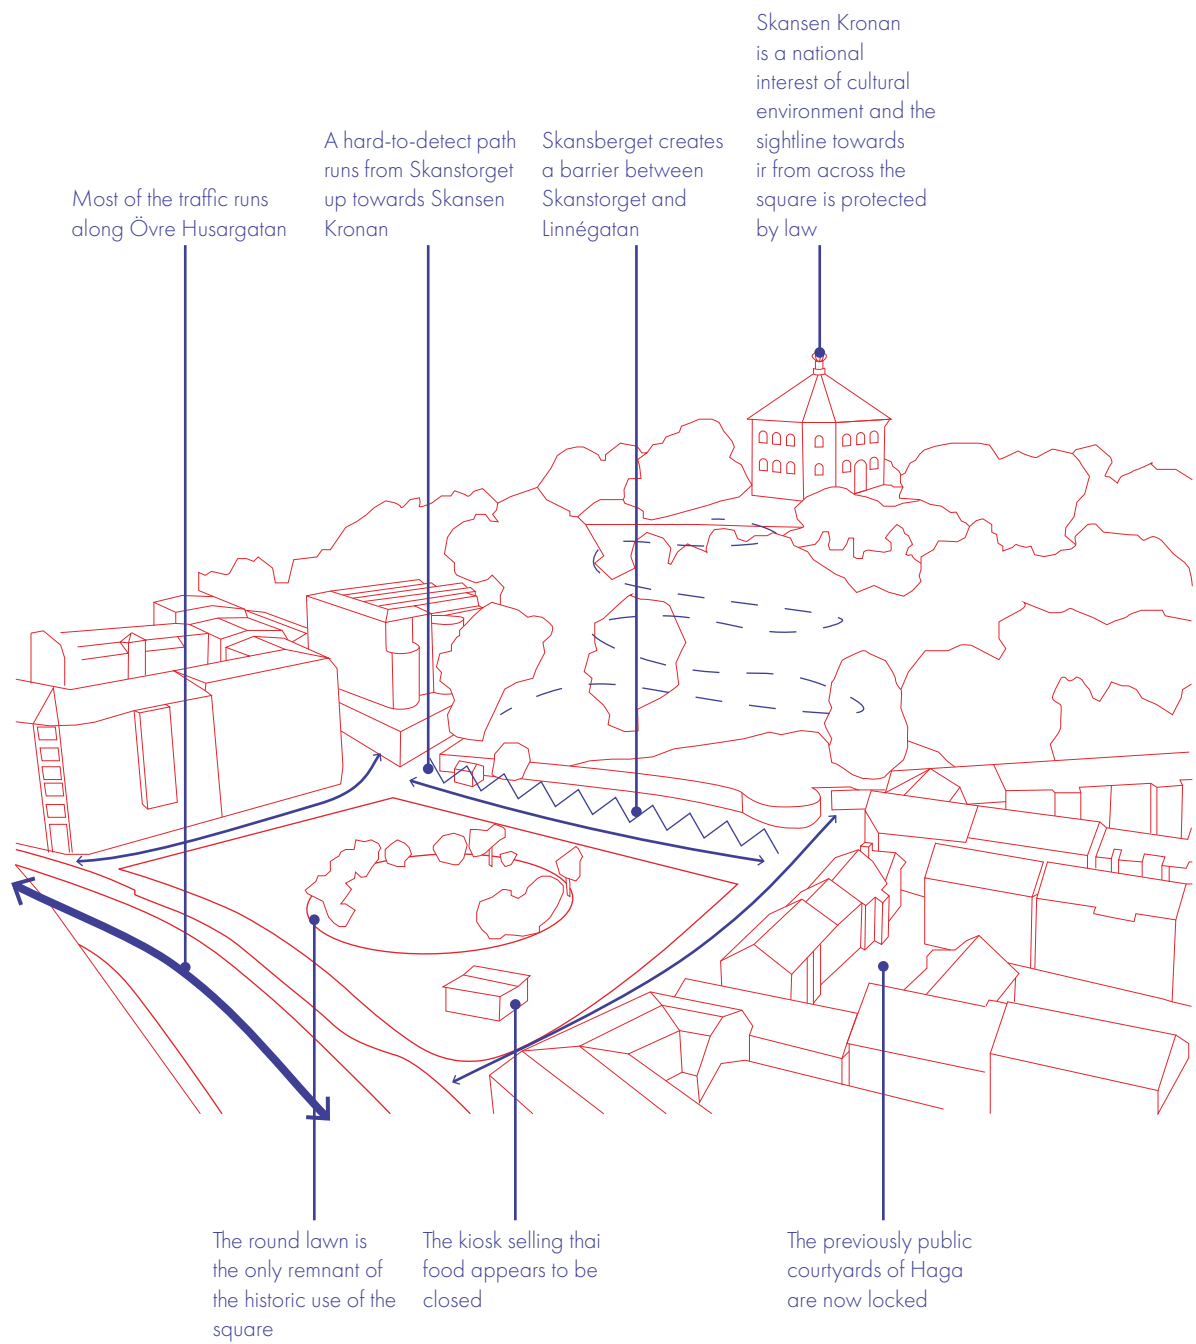 Skansen Kronan
is a national
interest of cultural
environment and the
sightline towards
ir from across the
square is protected
by law
A hard-to-detect path
runs from Skanstorget
up towards Skansen
Kronan
Skansberget creates
a barrier between
Skanstorget and
Linnégatan
Most of the traffic runs
along Övre Husargatan
The round lawn is
the only remnant of
the historic use of the
square
The kiosk selling thai
food appears to be
closed
The previously public
courtyards of Haga
are now locked